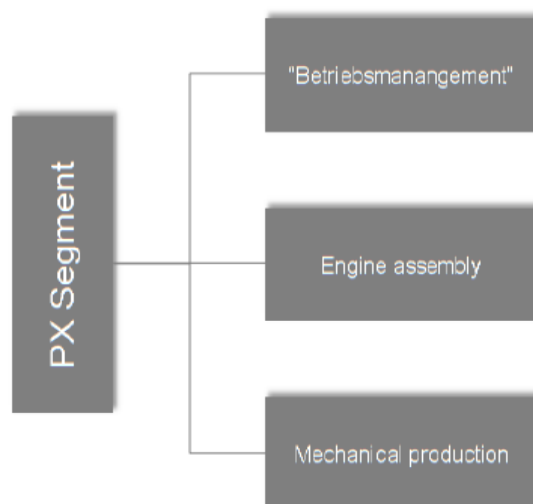 PX Segment
"Betriebsmanangement"
Engine assembly
Mechanical production